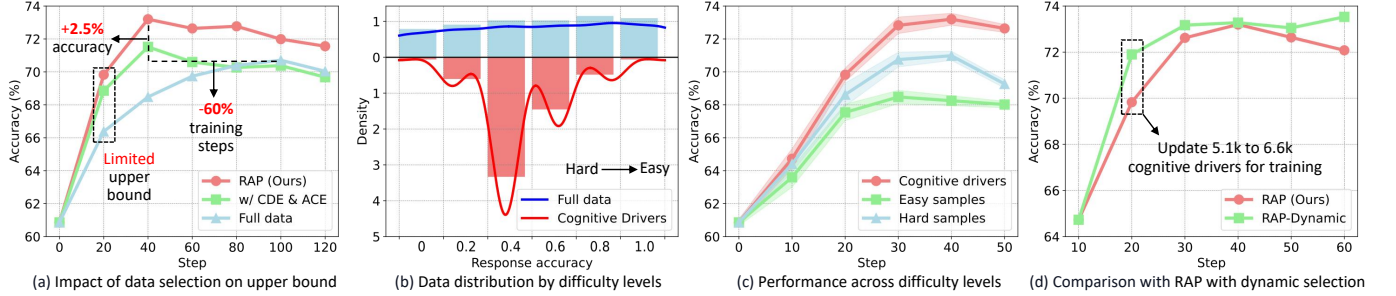 74
72
70
68
66
64
62
60
Accuracy (%)
+2.5%
accuracy
-60%
training
steps
Limited
upper
bound
RAP (Ours)
w/ CDE & ACE
Full data
0 20 40 60 80 100 120
Step
(a) Impact of data selection on upper bound
1
0
1
2
3
4
5
Density
Hard
Easy
Full data
Cognitive Drivers
0 0.2 0.4 0.6 0.8 1.0
Response accuracy
(b) Data distribution by difficulty levels
74
72
70
68
66
64
62
60
Accuracy (%)
Cognitive drivers
Easy samples
Hard samples
0 10 20 30 40 50
Step
(c) Performance across difficulty levels
74
72
70
68
66
64
Accuracy (%)
Update 5.1k to 6.6k
cognitive drivers for training
RAP (Ours)
RAP-Dynamic
10 20 30 40 50 60
Step
(d) Comparison with RAP with dynamic selection